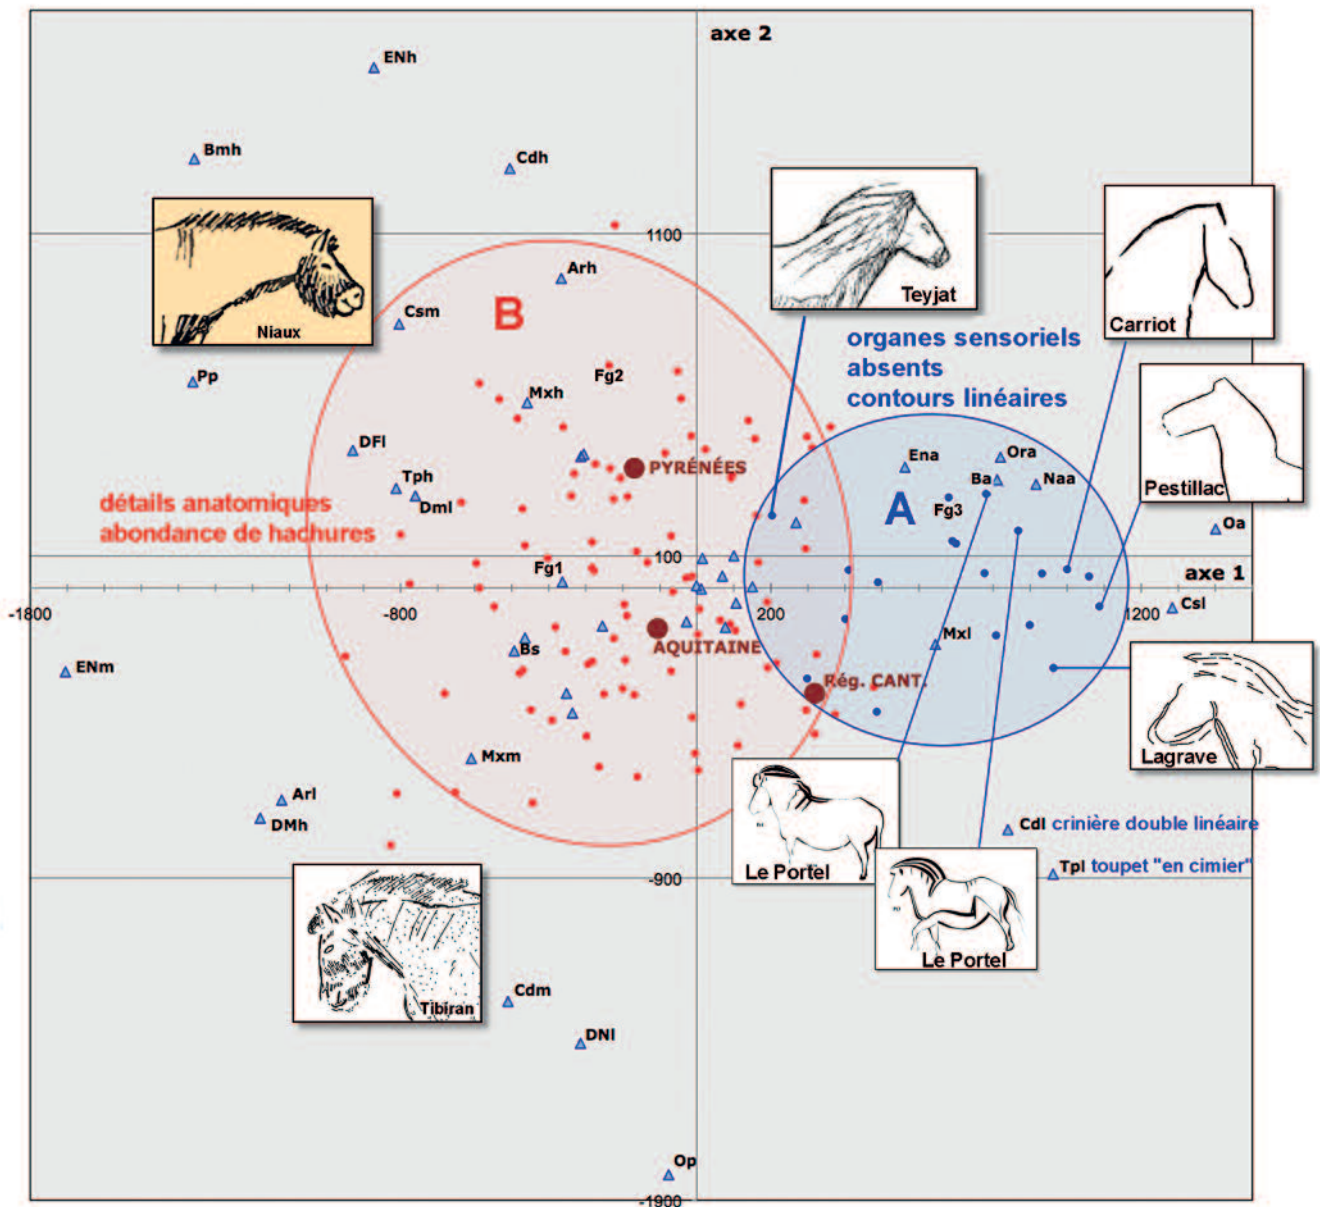 axe 2
ENh
Bmh
Cdh
1100
Niaux
Arh
B
Csm
Teyjat
Carriot
organes sensoriels
absents
contours linéaires
Pp
Fg2
Mxh
Pestillac
DFl
PYRÉNÉES
Ena
Ora
Ba
Naa
Tph
Dml
détails anatomiques
abondance de hachures
A
Fg3
Oa
100
Fg1
axe 1
-1800
-800
200
1200
Csl
AQUITAINE
Bs
Mxl
ENm
Rég. CANT.
Lagrave
Mxm
Arl
DMh
Cdl crinière double linéaire
Le Portel
-900
Tpl toupet "en cimier"
Le Portel
Tibiran
Cdm
DNl
Op
-1900